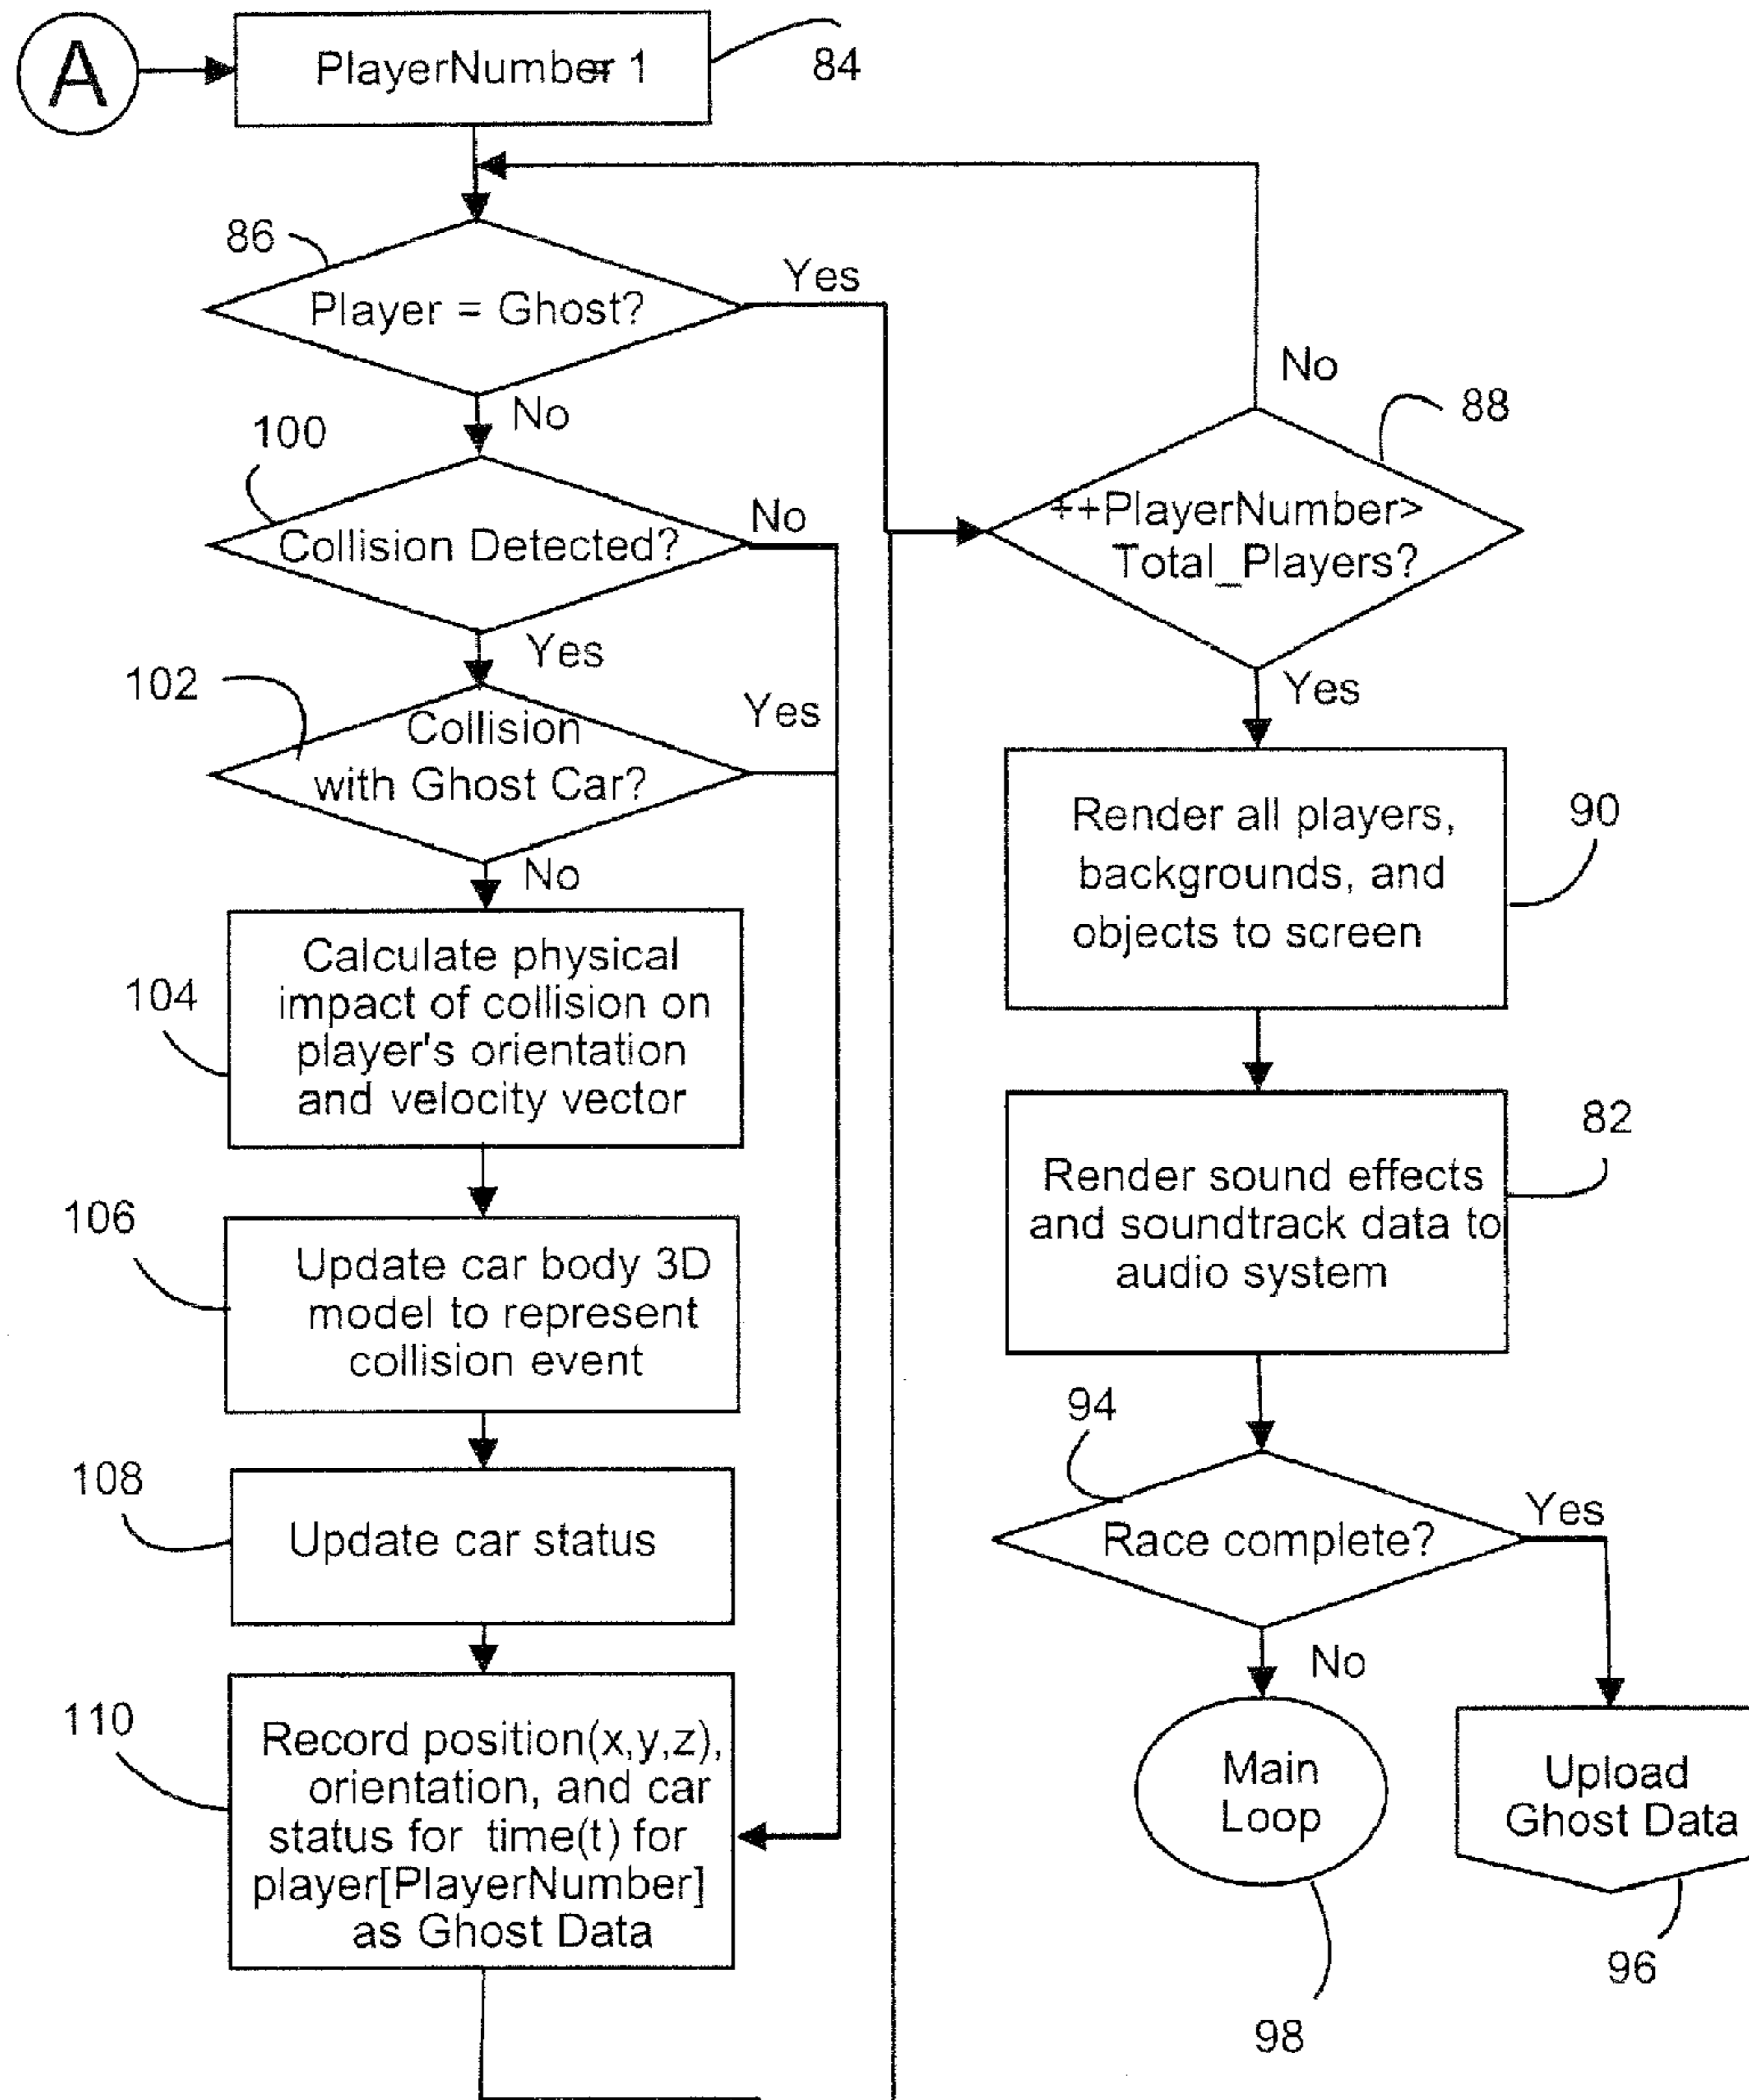 A
PlayerNumber = 1
84
86
Player = Ghost?
Yes
No
100
Collision Detected?
No
Yes
102
Collision
with Ghost Car?
Yes
No
104
Calculate physical
impact of collision on
player's orientation
and velocity vector
106
Update car body 3D
model to represent
collision event
108
Update car status
110
Record position(x,y,z),
orientation, and car
status for time(t) for
player[PlayerNumber]
as Ghost Data
No
88
++PlayerNumber>
Total_Players?
Yes
Render all players,
backgrounds, and
objects to screen
90
Render sound effects
and soundtrack data to
audio system
82
94
Race complete?
Yes
No
Main
Loop
98
Upload
Ghost Data
96